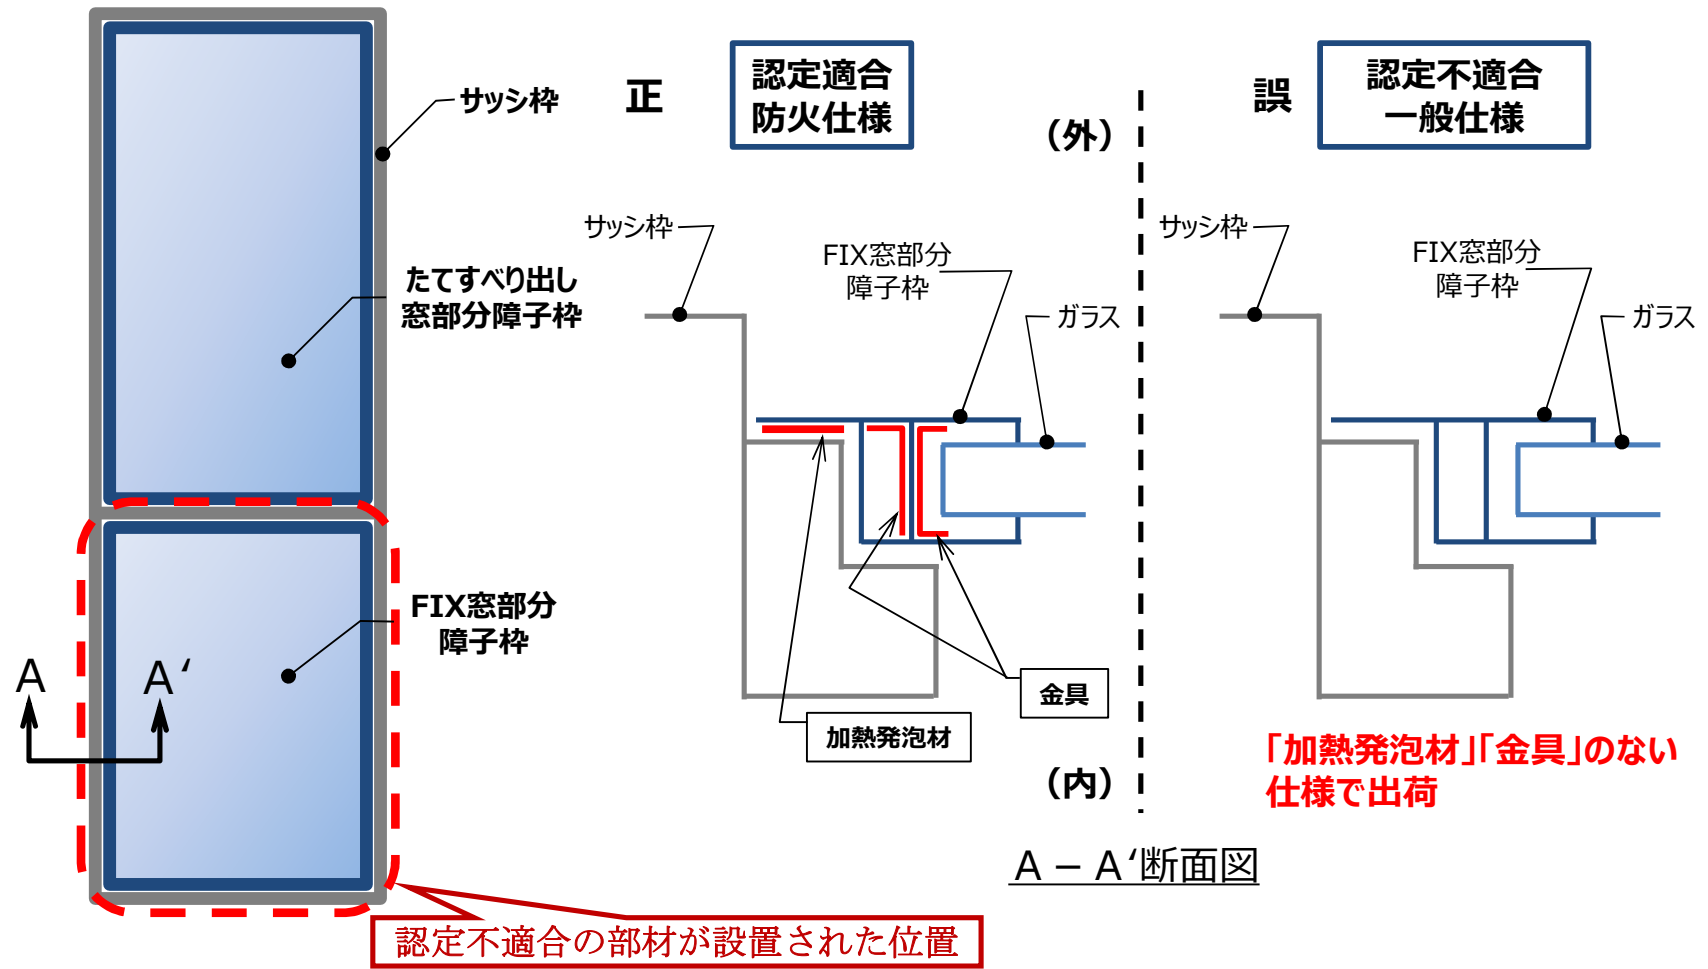 サッシ枠
たてすべり出し
窓部分障子枠
FIX窓部分
障子枠
A
A‘
認定不適合の部材が設置された位置
正
認定適合
防火仕様
（外）
サッシ枠
FIX窓部分
障子枠
ガラス
金具
加熱発泡材
（内）
誤
認定不適合
一般仕様
サッシ枠
FIX窓部分
障子枠
ガラス
「加熱発泡材」「金具」のない
仕様で出荷
A − A‘断面図